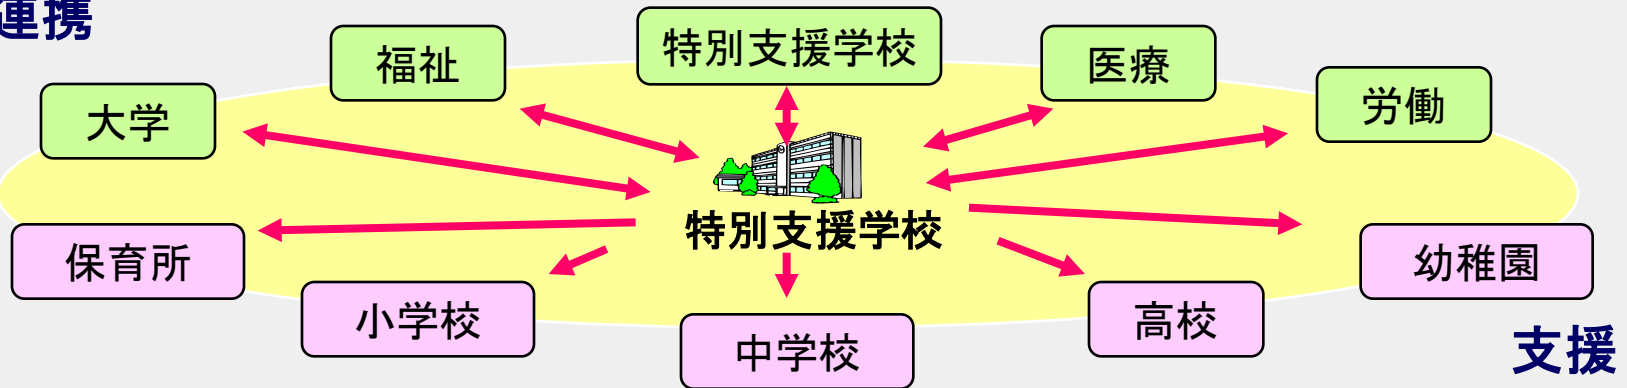 連携
特別支援学校
福祉
医療
大学
労働
特別支援学校
保育所
幼稚園
小学校
高校
中学校
支援